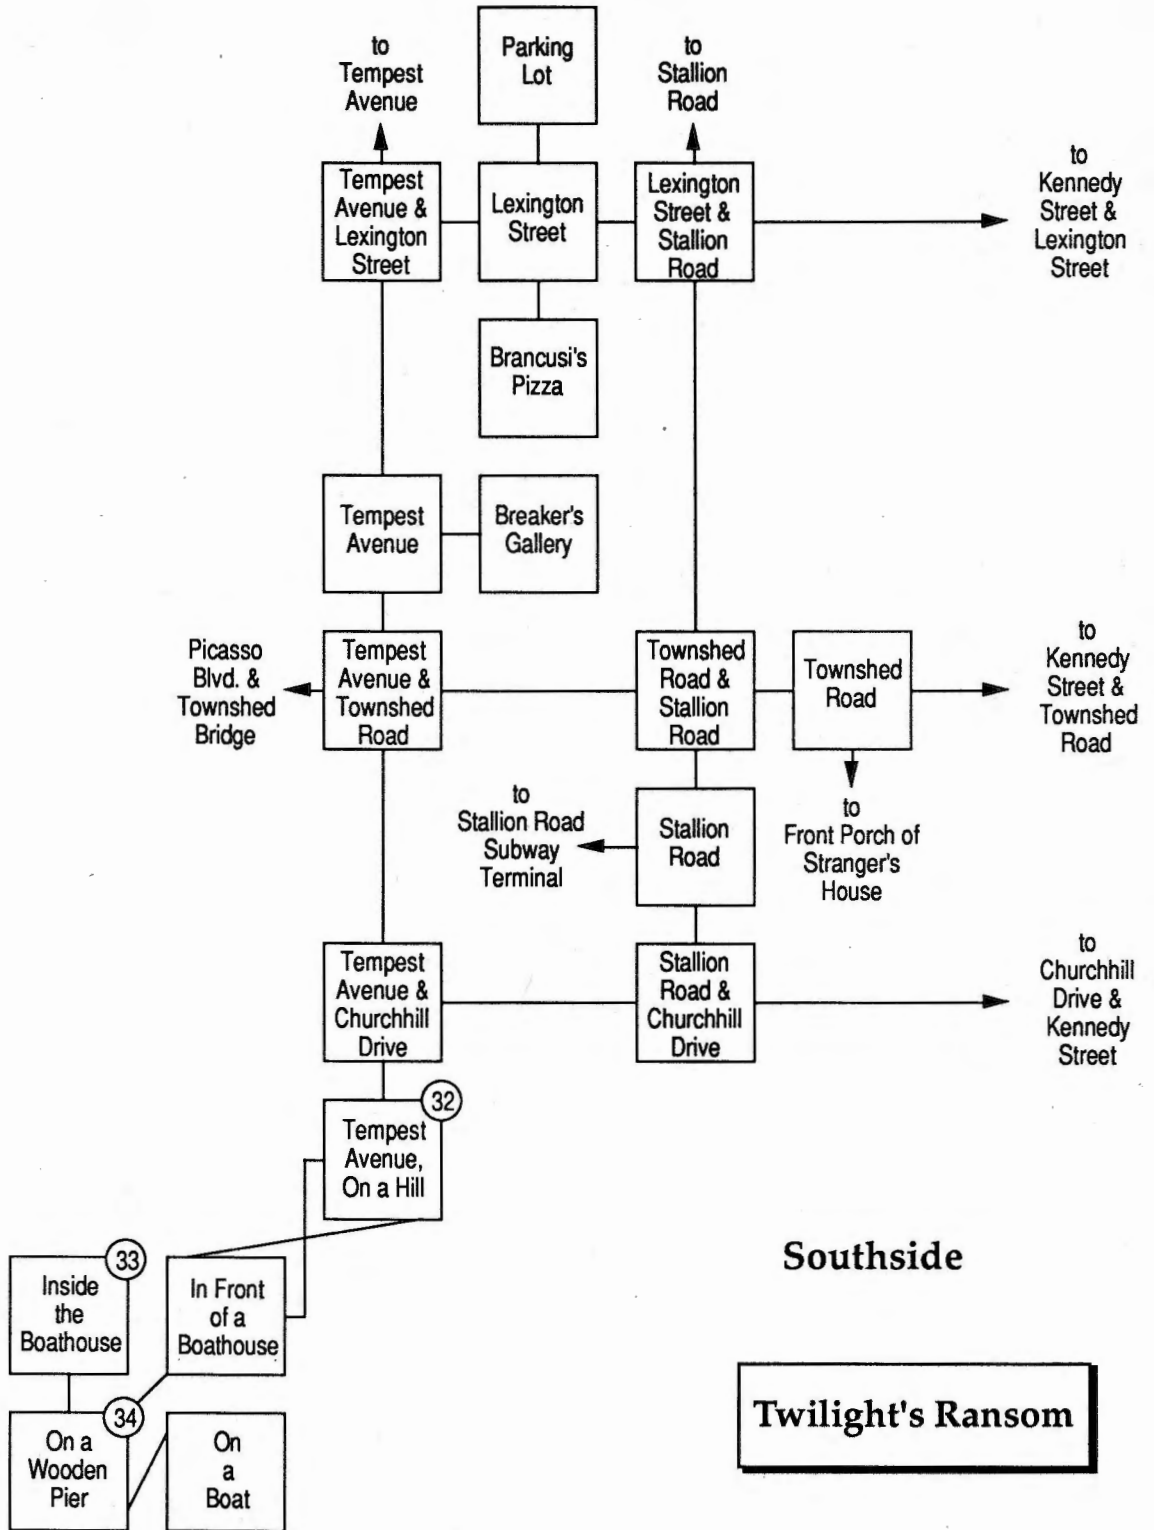 to
Tempest
Avenue
Parking
Lot
to
Stallion
Road
Tempest
Avenue &
Lexington
Street
Lexington
Street
Lexington
Street &
Stallion
Road
to
Kennedy
Street &
Lexington
Street
Brancusi's
Pizza
Tempest
Avenue
Breaker's
Gallery
Picasso
Blvd. &
Townshed
Bridge
Tempest
Avenue &
Townshed
Road
Townshed
Road &
Stallion
Road
Townshed
Road
to
Kennedy
Street &
Townshed
Road
to
Stallion Road
Subway
Terminal
Stallion
Road
to
Front Porch of
Stranger's
House
Tempest
Avenue &
Churchhill
Drive
Stallion
Road &
Churchhill
Drive
to
Churchhill
Drive &
Kennedy
Street
32
Tempest
Avenue,
On a Hill
33
Inside
the
Boathouse
In Front
of a
Boathouse
34
On a
Wooden
Pier
On
a
Boat
Southside
Twilight's Ransom